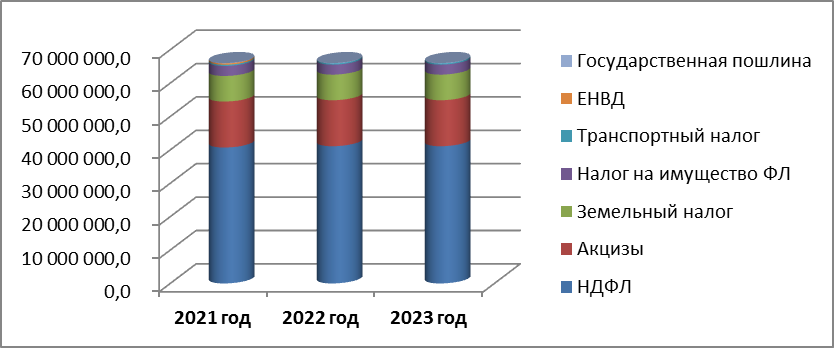 70 000 000,0
60 000 000,0
50 000 000,0
40 000 000,0
30 000 000,0
20 000 000,0
10 000 000,0
0,0
2021 год 2022 год 2023 год
Государственная пошлина
ЕНВД
Транспортный налог
Налог на имущество ФЛ
Земельный налог
Акцизы
НДФЛ